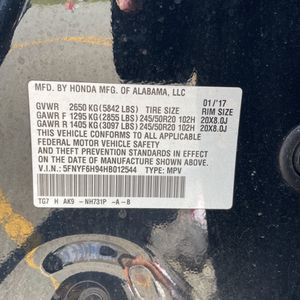 MFD. BY HONDA MFG. OF ALABAMA, LLC 01/'17
GVWR 2650 KG (5842 LBS) TIRE SIZE RIM SIZE
GAWR F 1295 KG (2855 LBS) 245/50R20 102H 20X8.0J
GAWR R 1405 KG (3097 LBS) 245/50R20 102H 20X8.0J
THIS VEHICLE CONFORMS TO ALL APPLICABLE
FEDERAL MOTOR VEHICLE SAFETY AND
THEFT PREVENTION STANDARDS IN EFFECT ON
THE DATE OF MANUFACTURE SHOWN ABOVE.
V.I.N.: 5FNYF6H94HB012544 TYPE: MPV
TG7 H AK9 -NH731P -A-B